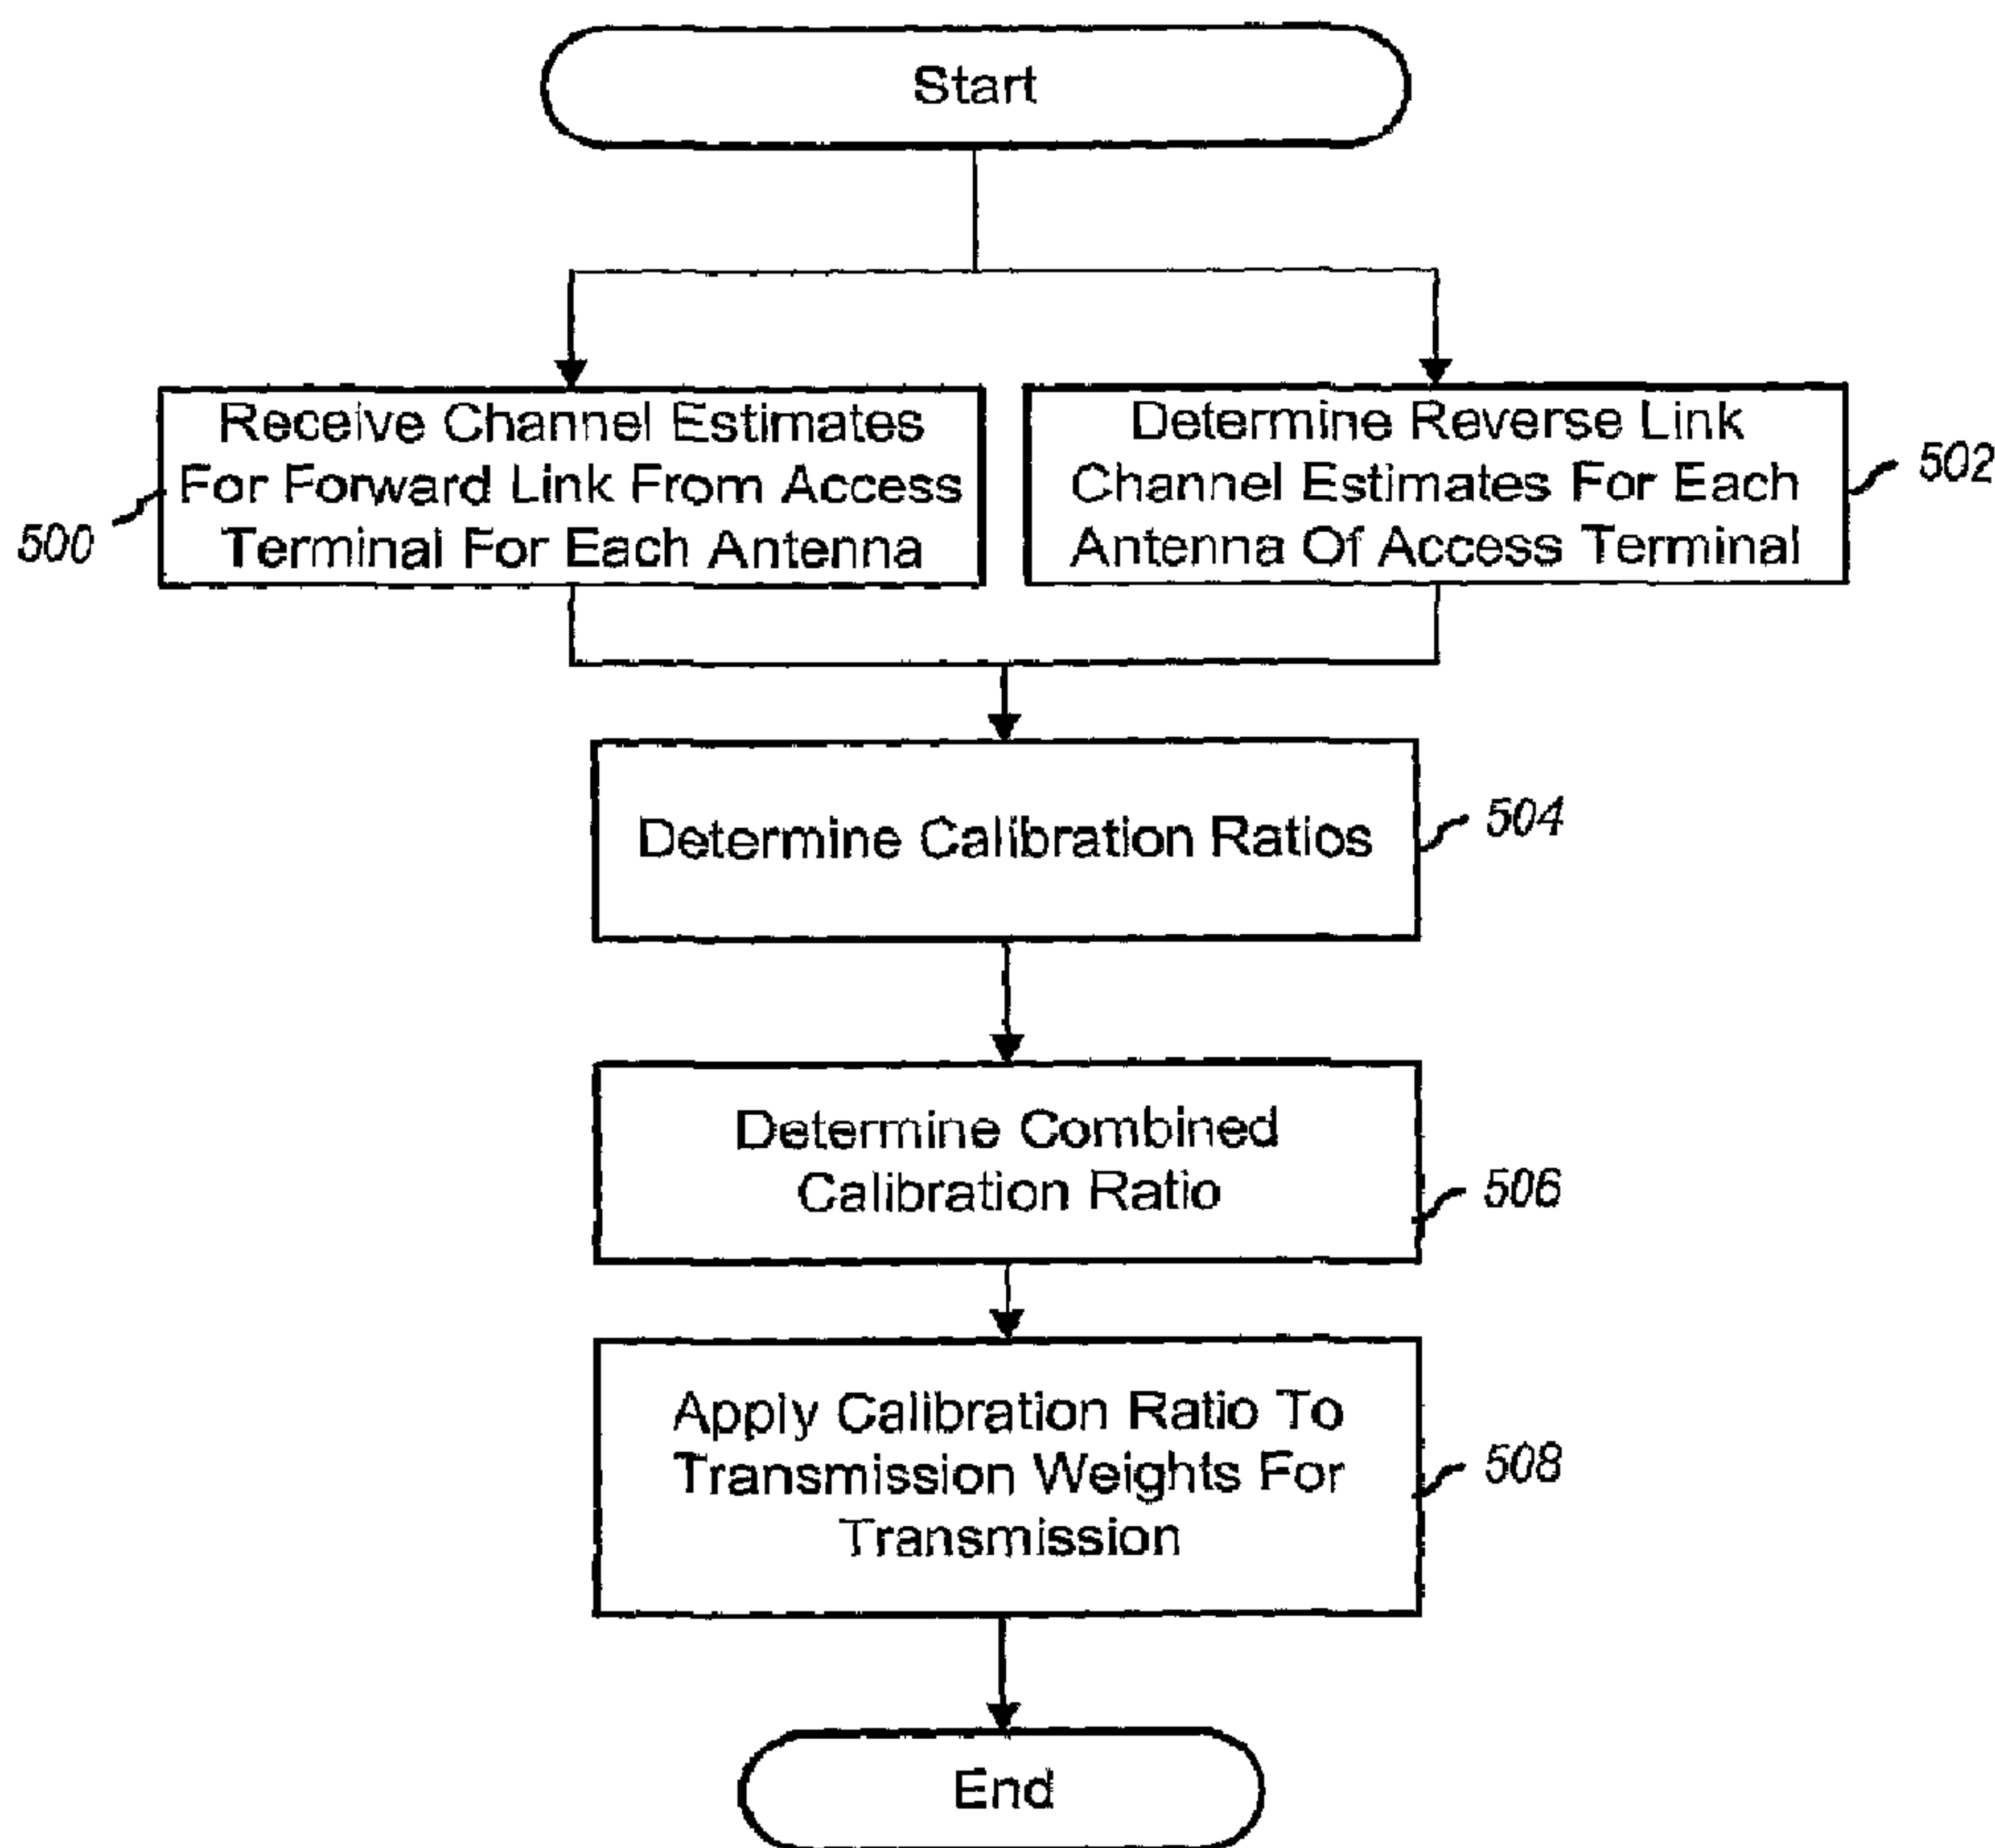 Start
Receive Channel Estimates
For Forward Link From Access
Terminal For Each Antenna
500
Determine Reverse Link
Channel Estimates For Each
Antenna Of Access Terminal
502
Determine Calibration Ratios
504
Determine Combined
Calibration Ratio
506
Apply Calibration Ratio To
Transmission Weights For
Transmission
508
End